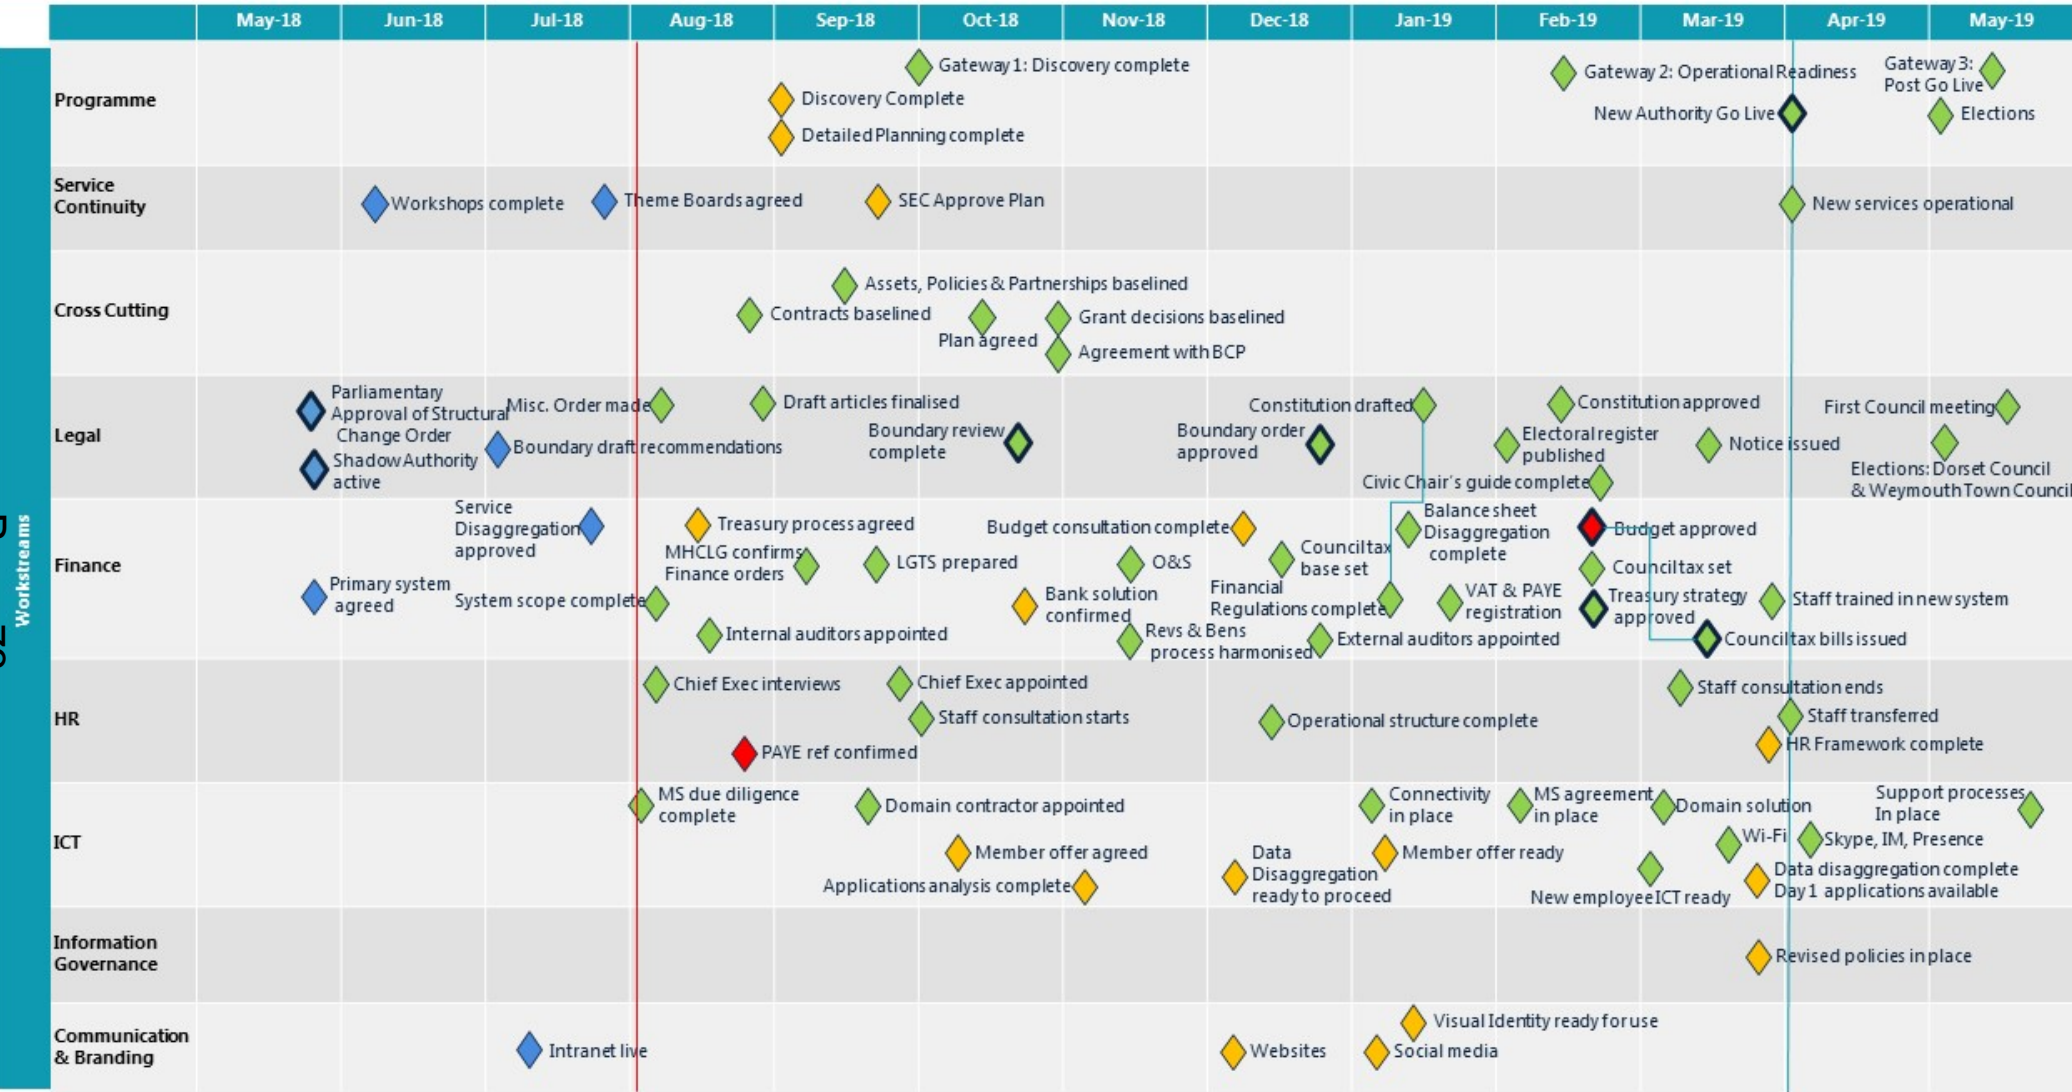 May-18 Jun-18 Jul-18 Aug-18 Sep-18 Oct-18 Nov-18 Dec-18 Jan-19 Feb-19 Mar-19 Apr-19 May-19
Workstreams
Programme
Gateway 1: Discovery complete
Discovery Complete
Detailed Planning complete
Gateway 2: Operational Readiness
New Authority Go Live
Gateway 3:
Post Go Live
Elections
Service
Continuity
Workshops complete
Theme Boards agreed
SEC Approve Plan
New services operational
Cross Cutting
Assets, Policies & Partnerships baselined
Contracts baselined
Plan agreed
Grant decisions baselined
Agreement with BCP
Legal
Parliamentary
Approval of Structural
Change Order
Shadow Authority
active
Misc. Order made
Boundary draft recommendations
Draft articles finalised
Boundary review
complete
Constitution drafted
Boundary order
approved
Constitution approved
Electoral register
published
Civic Chair's guide complete
Notice issued
First Council meeting
Elections: Dorset Council
& Weymouth Town Council
Finance
Service
Disaggregation
approved
Primary system
agreed
System scope complete
Treasury process agreed
MHCLG confirms
Finance orders
Internal auditors appointed
LGTS prepared
Budget consultation complete
Bank solution
confirmed
O&S
Revs & Bens
process harmonised
Council tax
base set
Financial
Regulations complete
External auditors appointed
Balance sheet
Disaggregation
complete
VAT & PAYE
registration
Budget approved
Council tax set
Treasury strategy
approved
Council tax bills issued
Staff trained in new system
HR
Chief Exec interviews
Chief Exec appointed
Staff consultation starts
PAYE ref confirmed
Operational structure complete
Staff consultation ends
Staff transferred
HR Framework complete
ICT
MS due diligence
complete
Domain contractor appointed
Member offer agreed
Applications analysis complete
Data
Disaggregation
ready to proceed
Connectivity
in place
Member offer ready
MS agreement
in place
Domain solution
Wi-Fi
New employee ICT ready
Support processes
In place
Skype, IM, Presence
Data disaggregation complete
Day 1 applications available
Information
Governance
Revised policies in place
Communication
& Branding
Intranet live
Websites
Visual Identity ready for use
Social media